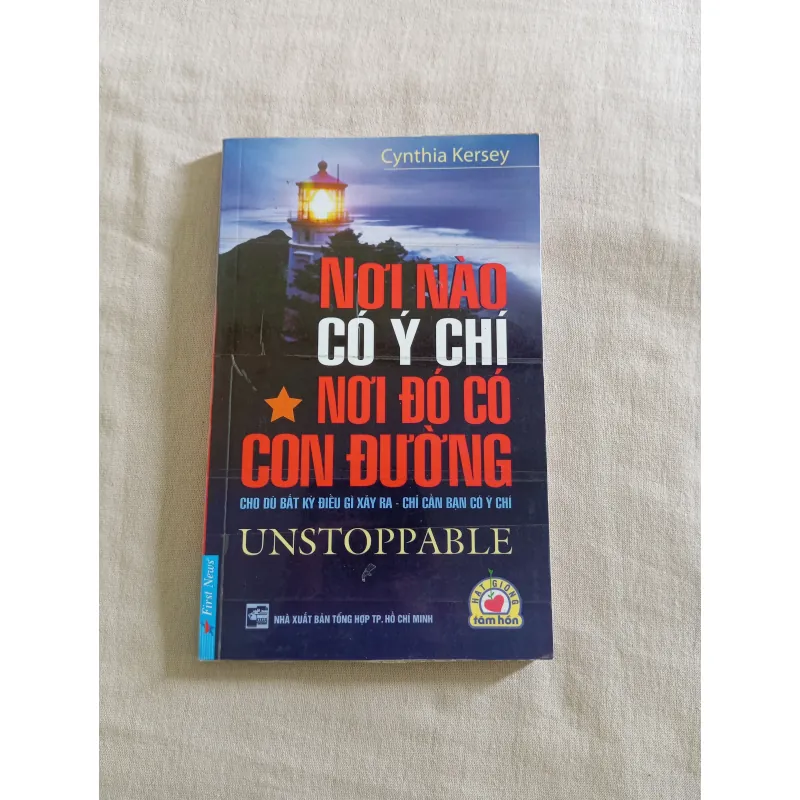 Cynthia Kersey
NƠI NÀO
CÓ Ý CHÍ
NƠI ĐÓ CÓ
CON ĐƯỜNG
CHO DÙ BẤT KỲ ĐIỀU GÌ XẢY RA - CHỈ CẦN BẠN CÓ Ý CHÍ
UNSTOPPABLE
First News
NHÀ XUẤT BẢN TỔNG HỢP TP. HỒ CHÍ MINH
HẠT GIỐNG
tâm hồn